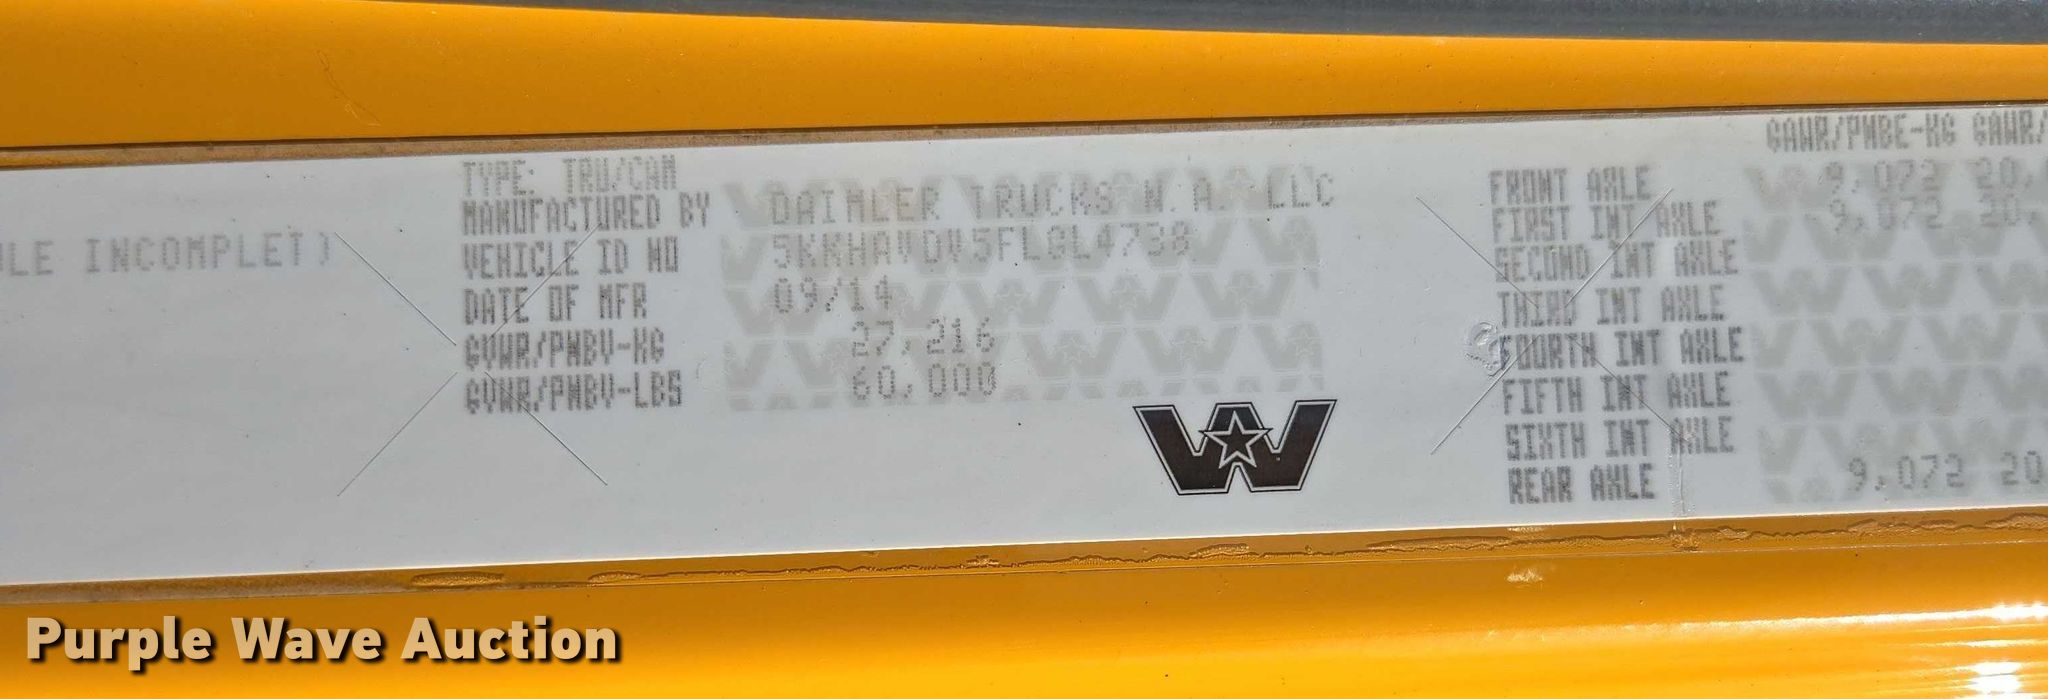 LE INCOMPLET)
TYPE: TRU/CAM
MANUFACTURED BY DAIMLER TRUCKS N.A. LLC
VEHICLE ID NO
DATE OF MFR 09/14
GVWR/PNBV-KG 27,216
GVWR/PNBV-LBS 60,000
GAWR/PNBE-KG GAWR/
FRONT AXLE 9,072 20,
FIRST INT AXLE 9,072 20,
SECOND INT AXLE
THIRD INT AXLE
FOURTH INT AXLE
FIFTH INT AXLE
SIXTH INT AXLE
REAR AXLE 9,072 20
Purple Wave Auction